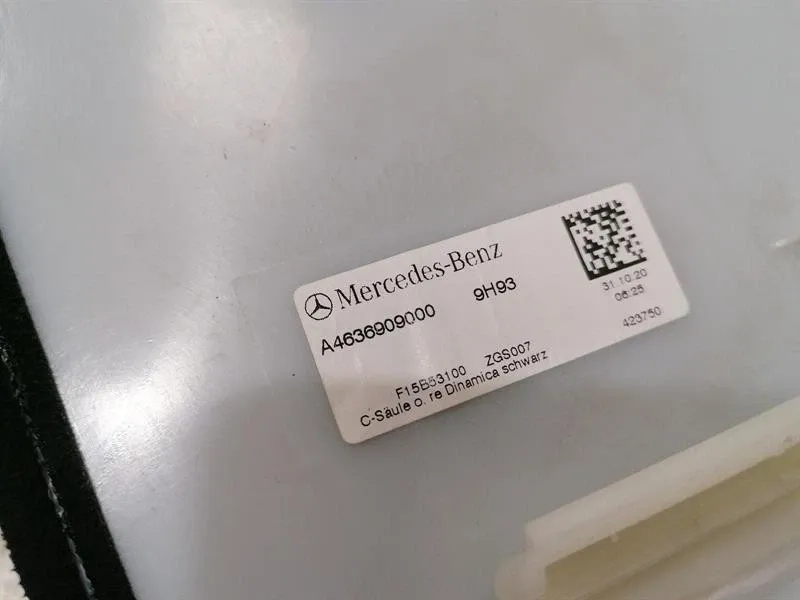 Mercedes-Benz
A4636909000 9H93
31.10.20
06:25
F15B53100 ZGS007
423750
C-Säule o. re Dinamica schwarz